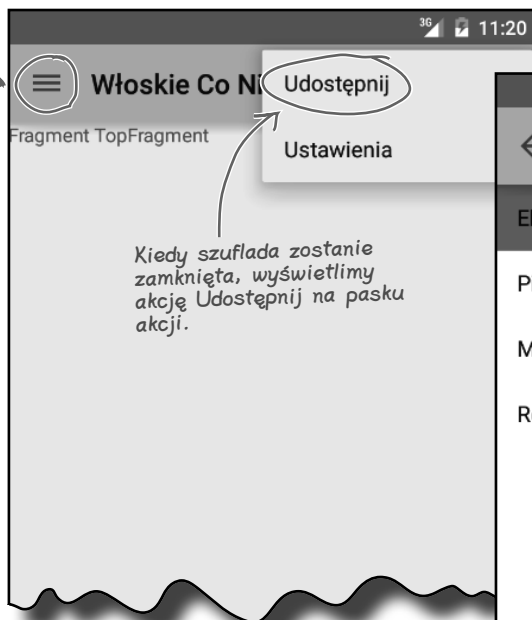 3G 11:20
Włoskie Co Ni
Udostępnij
Ustawienia
Fragment TopFragment
Kiedy szuflada zostanie
zamknięta, wyświetlimy
akcję Udostępnij na pasku
akcji.
P
M
R